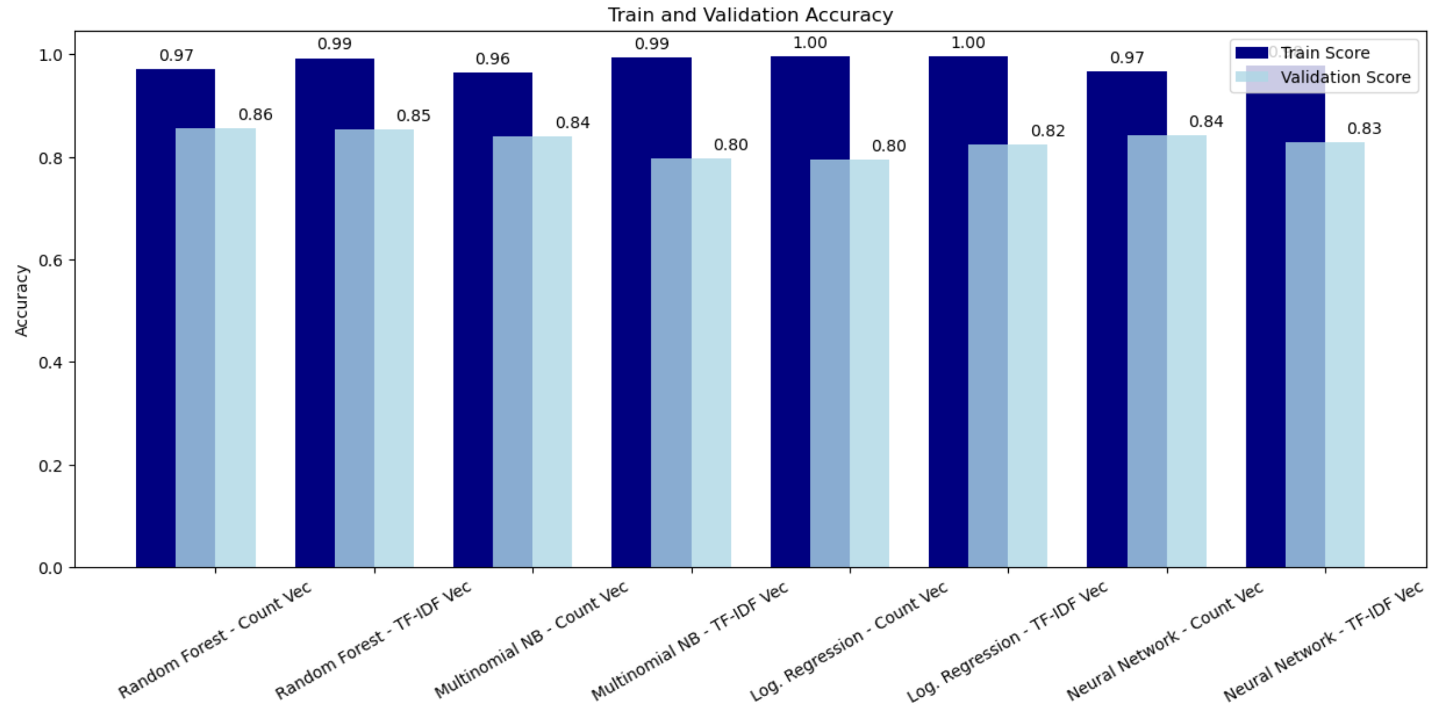 Train and Validation Accuracy
Accuracy
1.0
0.8
0.6
0.4
0.2
0.0
0.97
0.86
0.99
0.85
0.96
0.84
0.99
0.80
1.00
0.80
1.00
0.82
0.97
0.84
0.83
Train Score
Validation Score
Random Forest - Count Vec
Random Forest - TF-IDF Vec
Multinomial NB - Count Vec
Multinomial NB - TF-IDF Vec
Log. Regression - Count Vec
Log. Regression - TF-IDF Vec
Neural Network - Count Vec
Neural Network - TF-IDF Vec